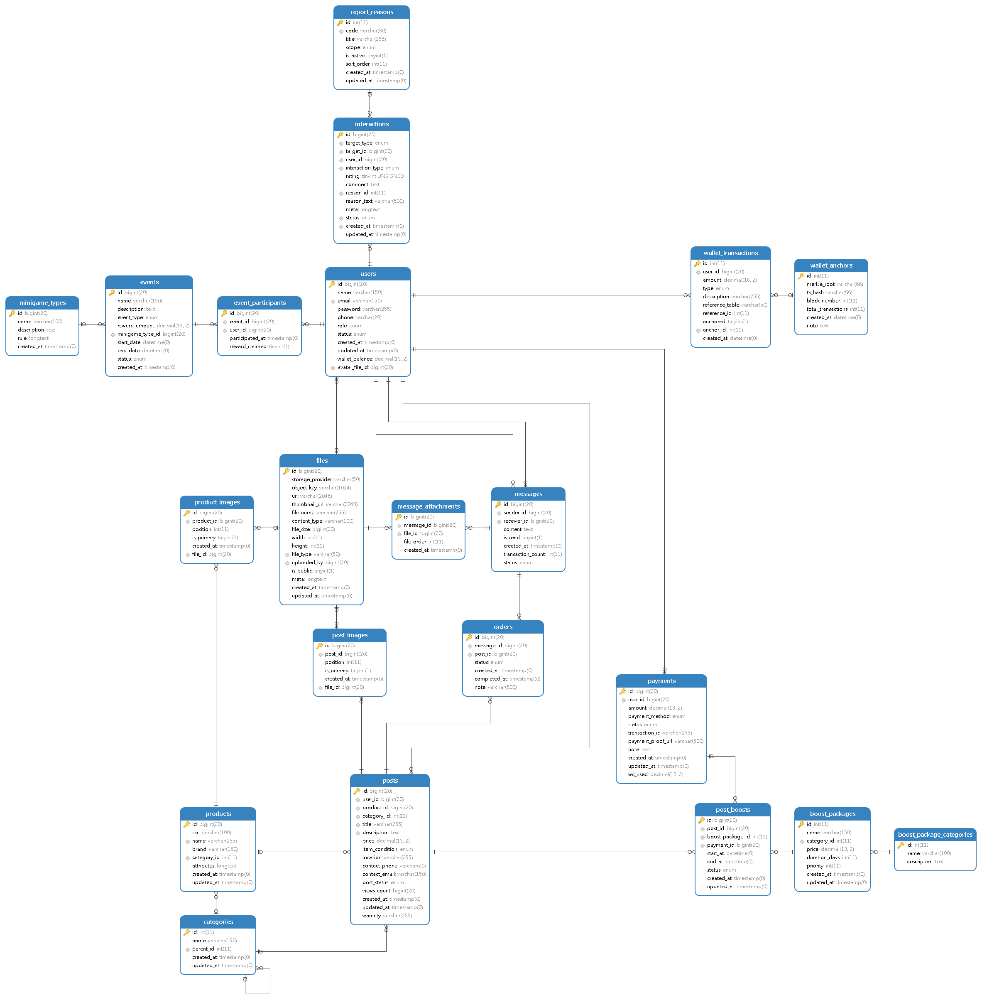 report_reasons
id: int(11)
code: varchar(80)
title: varchar(255)
scope: enum
is_active: tinyint(1)
sort_order: int(11)
created_at: timestamp(0)
updated_at: timestamp(0)
interactions
id: bigint(20)
target_type: enum
target_id: bigint(20)
user_id: bigint(20)
interaction_type: enum
rating: tinyint UNSIGNED
comment: text
reason_id: int(11)
reason_text: varchar(500)
meta: longtext
status: enum
created_at: timestamp(0)
updated_at: timestamp(0)
wallet_transactions
id: int(11)
user_id: bigint(20)
amount: decimal(18, 2)
type: enum
description: varchar(255)
reference_table: varchar(50)
reference_id: int(11)
anchored: tinyint(1)
anchor_id: int(11)
created_at: datetime(0)
wallet_anchors
id: int(11)
merkle_root: varchar(66)
tx_hash: varchar(66)
block_number: int(11)
total_transactions: int(11)
created_at: datetime(0)
note: text
users
id: bigint(20)
name: varchar(150)
email: varchar(150)
password: varchar(255)
phone: varchar(20)
role: enum
status: enum
created_at: timestamp(0)
updated_at: timestamp(0)
wallet_balance: decimal(13, 2)
avatar_file_id: bigint(20)
events
id: bigint(20)
name: varchar(150)
description: text
event_type: enum
reward_amount: decimal(13, 2)
minigame_type_id: bigint(20)
start_date: datetime(0)
end_date: datetime(0)
status: enum
created_at: timestamp(0)
minigame_types
id: bigint(20)
name: varchar(100)
description: text
rule: longtext
created_at: timestamp(0)
event_participants
id: bigint(20)
event_id: bigint(20)
user_id: bigint(20)
participated_at: timestamp(0)
reward_claimed: tinyint(1)
files
id: bigint(20)
storage_provider: varchar(50)
object_key: varchar(1024)
url: varchar(2048)
thumbnail_url: varchar(2048)
file_name: varchar(255)
content_type: varchar(100)
file_size: bigint(20)
width: int(11)
height: int(11)
file_type: varchar(50)
uploaded_by: bigint(20)
is_public: tinyint(1)
meta: longtext
created_at: timestamp(0)
updated_at: timestamp(0)
product_images
id: bigint(20)
product_id: bigint(20)
position: int(11)
is_primary: tinyint(1)
created_at: timestamp(0)
file_id: bigint(20)
message_attachments
id: bigint(20)
message_id: bigint(20)
file_id: bigint(20)
file_order: int(11)
created_at: timestamp(0)
messages
id: bigint(20)
sender_id: bigint(20)
receiver_id: bigint(20)
content: text
is_read: tinyint(1)
created_at: timestamp(0)
transaction_count: int(11)
status: enum
post_images
id: bigint(20)
post_id: bigint(20)
position: int(11)
is_primary: tinyint(1)
created_at: timestamp(0)
file_id: bigint(20)
orders
id: bigint(20)
message_id: bigint(20)
post_id: bigint(20)
status: enum
created_at: timestamp(0)
completed_at: timestamp(0)
note: varchar(500)
payments
id: bigint(20)
user_id: bigint(20)
amount: decimal(13, 2)
payment_method: enum
status: enum
transaction_id: varchar(255)
payment_proof_url: varchar(500)
note: text
created_at: timestamp(0)
updated_at: timestamp(0)
wc_used: decimal(13, 2)
posts
id: bigint(20)
user_id: bigint(20)
product_id: bigint(20)
category_id: int(11)
title: varchar(255)
description: text
price: decimal(13, 2)
item_condition: enum
location: varchar(255)
contact_phone: varchar(20)
contact_email: varchar(150)
post_status: enum
views_count: bigint(20)
created_at: timestamp(0)
updated_at: timestamp(0)
waranty: varchar(255)
products
id: bigint(20)
sku: varchar(100)
name: varchar(255)
brand: varchar(150)
category_id: int(11)
attributes: longtext
created_at: timestamp(0)
updated_at: timestamp(0)
post_boosts
id: bigint(20)
post_id: bigint(20)
boost_package_id: int(11)
payment_id: bigint(20)
start_at: datetime(0)
end_at: datetime(0)
status: enum
created_at: timestamp(0)
updated_at: timestamp(0)
boost_packages
id: int(11)
name: varchar(150)
category_id: int(11)
price: decimal(13, 2)
duration_days: int(11)
priority: int(11)
created_at: timestamp(0)
updated_at: timestamp(0)
boost_package_categories
id: int(11)
name: varchar(100)
description: text
categories
id: int(11)
name: varchar(150)
parent_id: int(11)
created_at: timestamp(0)
updated_at: timestamp(0)